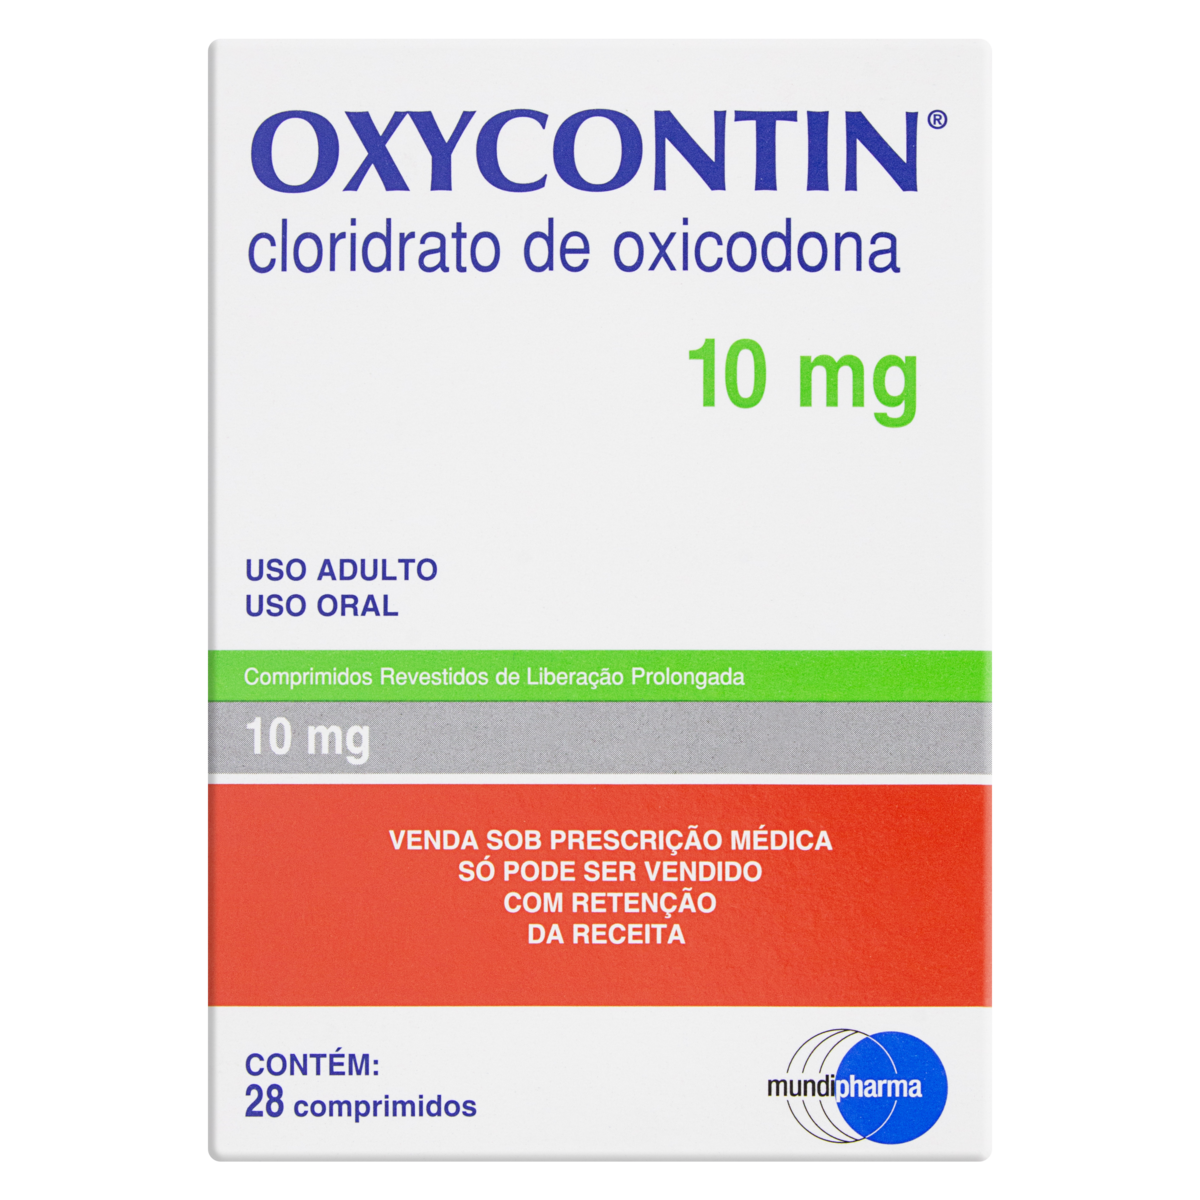 OXYCONTIN®
cloridrato de oxicodona
10 mg
USO ADULTO
USO ORAL
Comprimidos Revestidos de Liberação Prolongada
10 mg
VENDA SOB PRESCRIÇÃO MÉDICA
SÓ PODE SER VENDIDO
COM RETENÇÃO
DA RECEITA
CONTÉM:
28 comprimidos
mundipharma